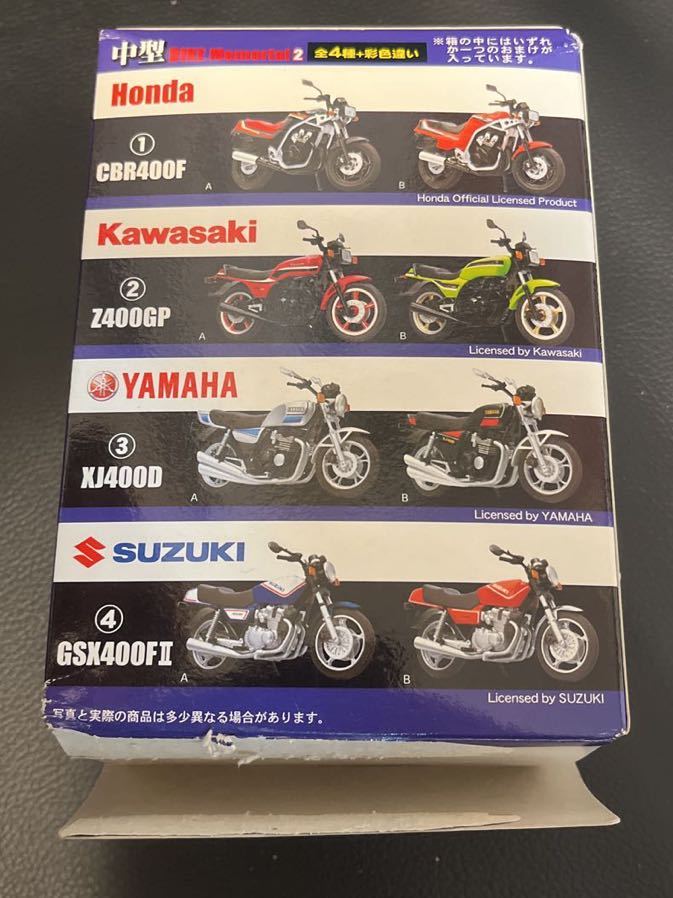 中型 BIKE Memorial 2 全4種+彩色違い
※箱の中にはいずれ
か一つのおまけが
入っています。
Honda
①
CBR400F
A
B
Honda Official Licensed Product
Kawasaki
②
Z400GP
A
B
Licensed by Kawasaki
YAMAHA
③
XJ400D
A
B
Licensed by YAMAHA
SUZUKI
④
GSX400FⅡ
A
B
Licensed by SUZUKI
写真と実際の商品は多少異なる場合があります。